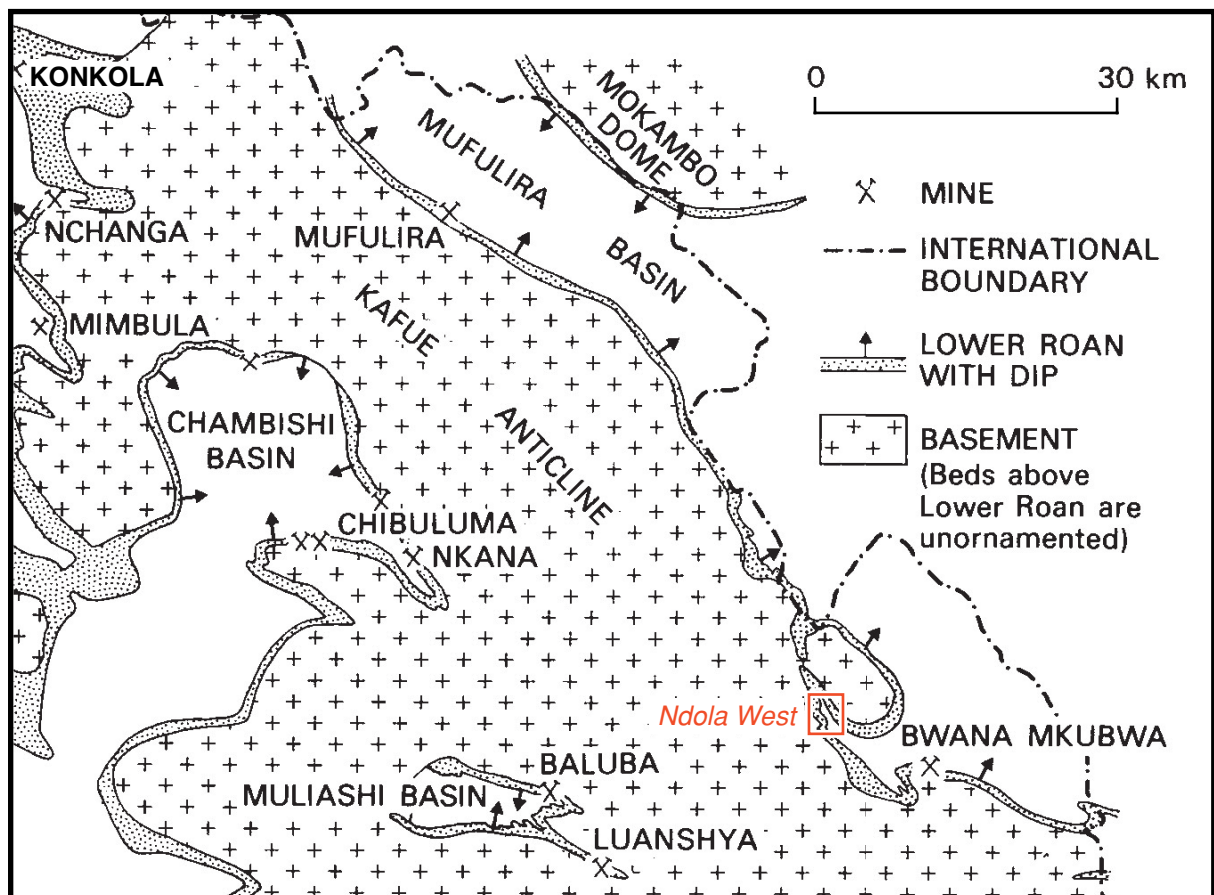 KONKOLA
NCHANGA
MIMBULA
MUFULIRA
KAFUE
ANTICLINE
MUFULIRA
BASIN
MOKAMBO
DOME
CHAMBISHI
BASIN
CHIBULUMA
NKANA
Ndola West
BWANA MKUBWA
BALUBA
MULIASHI BASIN
LUANSHYA
0 30 km
MINE
INTERNATIONAL
BOUNDARY
LOWER ROAN
WITH DIP
BASEMENT
(Beds above
Lower Roan are
unornamented)